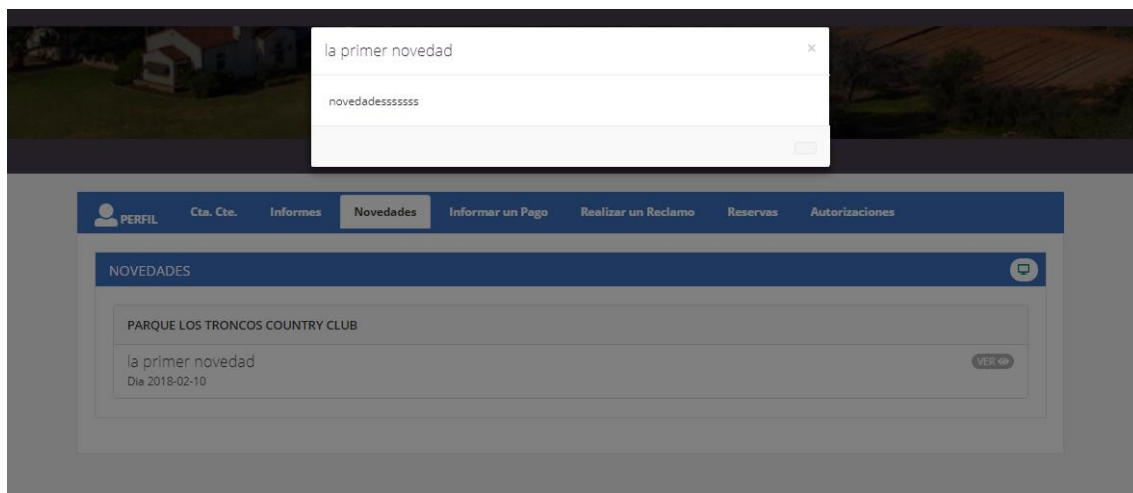 la primer novedad ×
novedadesssssss
PERFIL Cta. Cte. Informes Novedades Informar un Pago Realizar un Reclamo Reservas Autorizaciones
NOVEDADES
PARQUE LOS TRONCOS COUNTRY CLUB
la primer novedad VER
Dia 2018-02-10